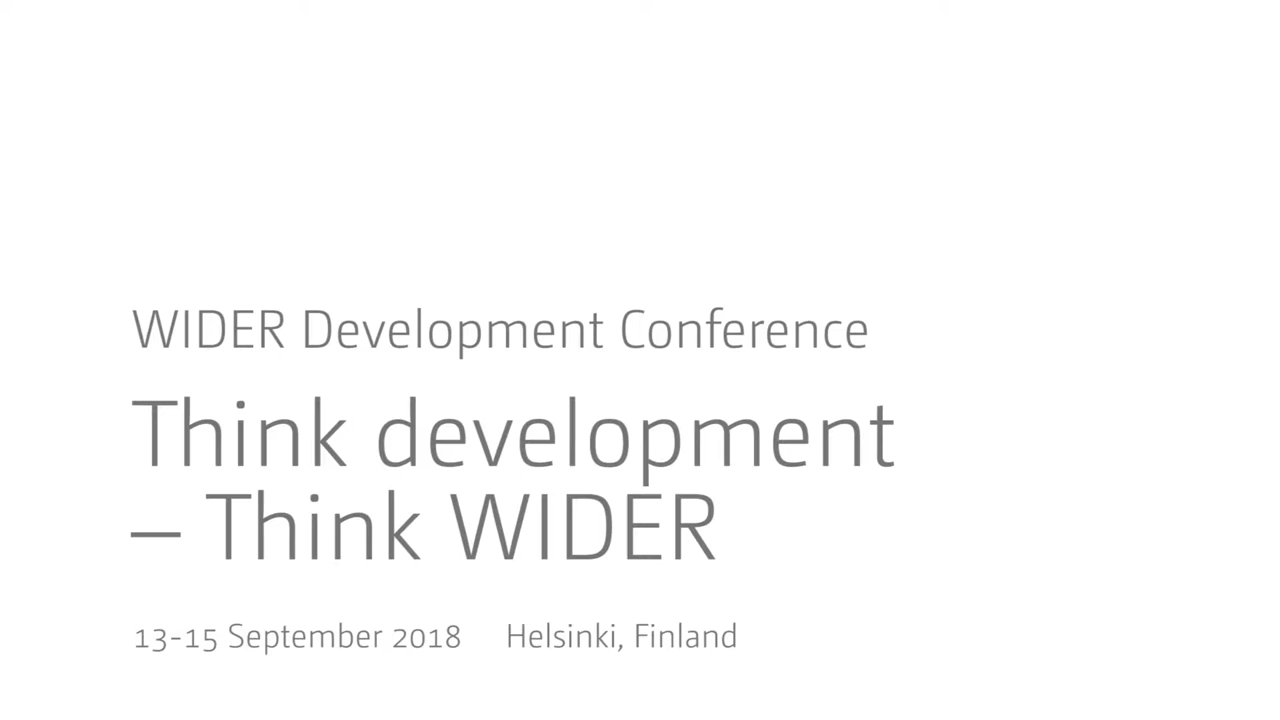 WIDER Development Conference
Think development
– Think WIDER
13-15 September 2018 Helsinki, Finland